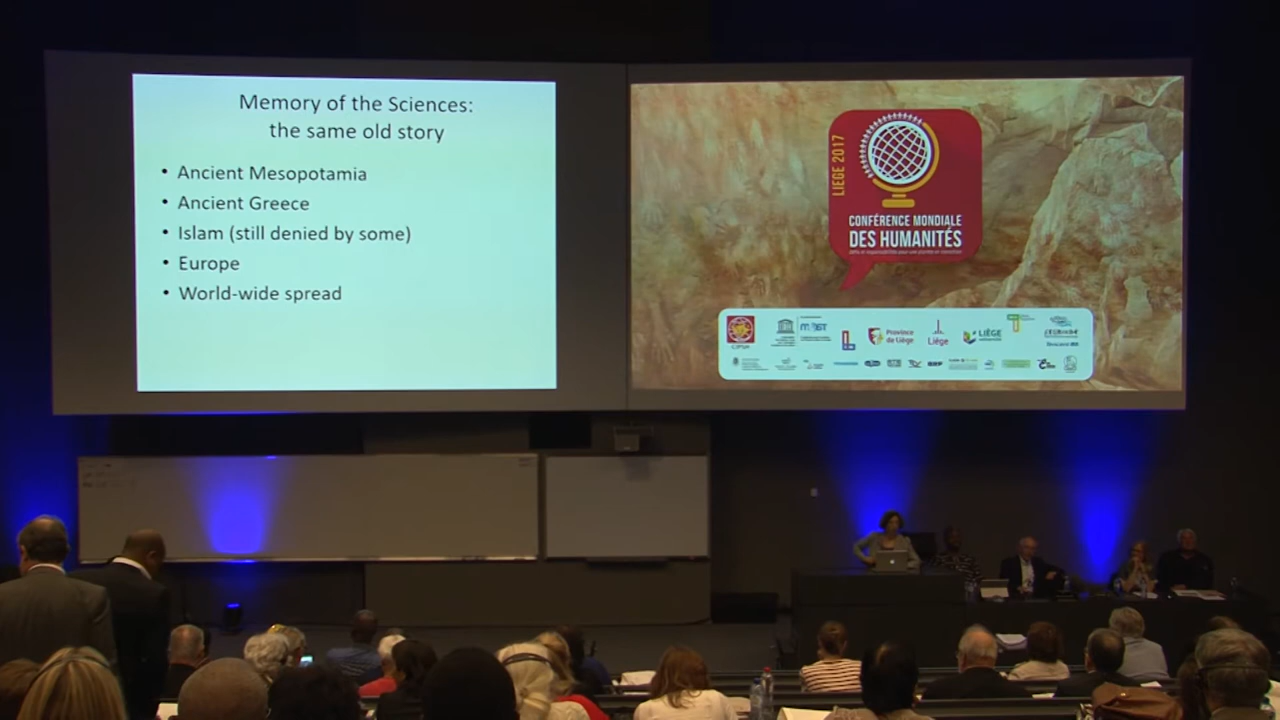 Memory of the Sciences:
the same old story
• Ancient Mesopotamia
• Ancient Greece
• Islam (still denied by some)
• Europe
• World-wide spread
LIEGE 2017
CONFÉRENCE MONDIALE
DES HUMANITÉS
Province
de Liège
Liège
LIÈGE